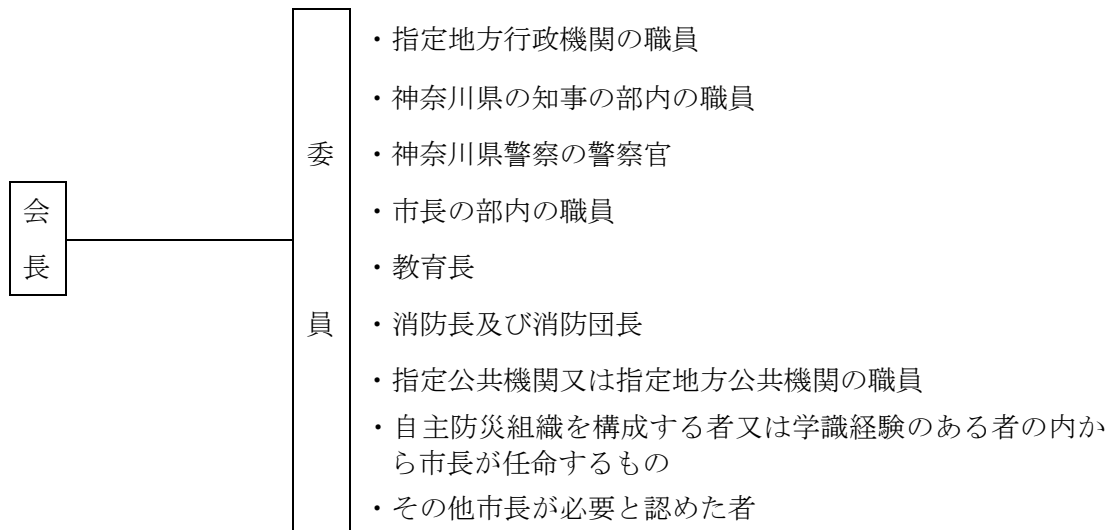 会長
委員
・指定地方行政機関の職員
・神奈川県の知事の部内の職員
・神奈川県警察の警察官
・市長の部内の職員
・教育長
・消防長及び消防団長
・指定公共機関又は指定地方公共機関の職員
・自主防災組織を構成する者又は学識経験のある者の内か
ら市長が任命するもの
・その他市長が必要と認めた者